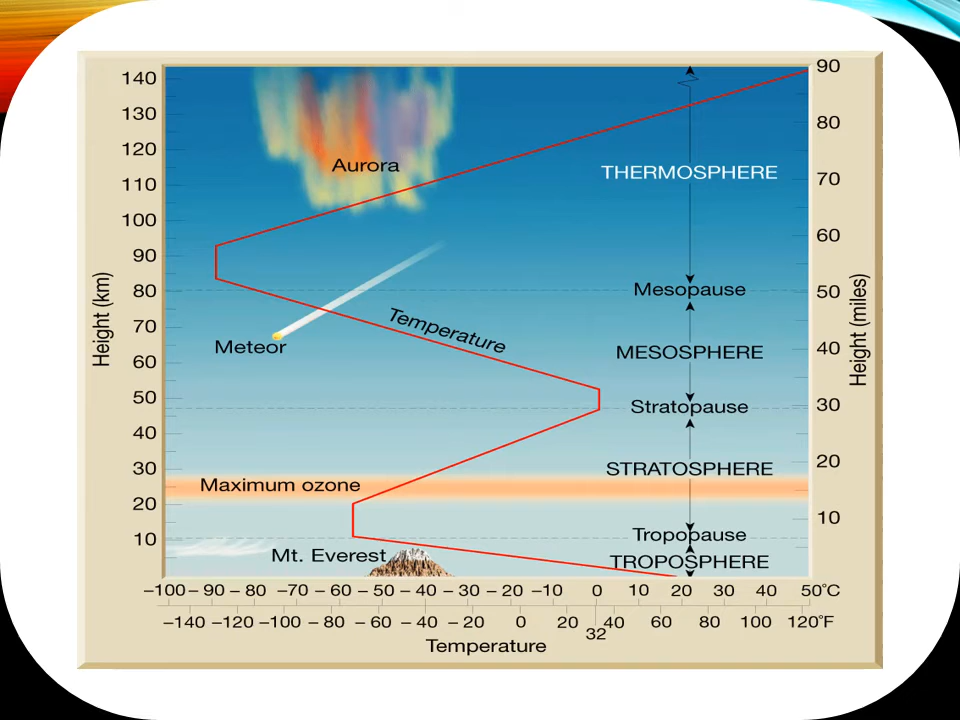 90
140
130
80
120
Aurora
THERMOSPHERE
110
70
100
60
90
80
Mesopause
50
Temperature
70
Meteor
MESOSPHERE
40
60
50
Stratopause
30
40
30
STRATOSPHERE
20
Maximum ozone
20
10
Tropopause
10
Mt. Everest
TROPOSPHERE
Height (km)
Height (miles)
–100 – 90 – 80 –70 – 60 – 50 – 40 – 30 – 20 –10 0 10 20 30 40 50°C
–140 –120 –100 – 80 – 60 – 40 – 20 0 20 32 40 60 80 100 120°F
Temperature